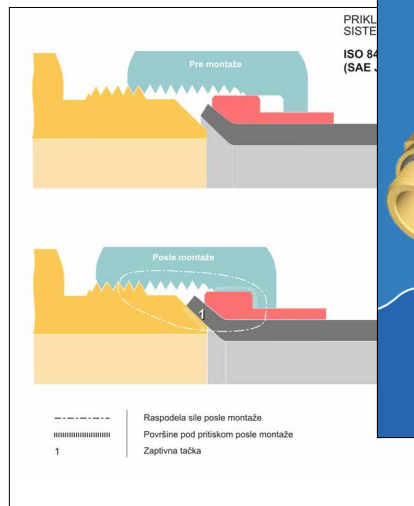 PRIKL
SISTE
ISO 84
(SAE J
Pre montaže
Posle montaže
1
Raspodela sile posle montaže
Površine pod pritiskom posle montaže
1 Zaptivna tačka